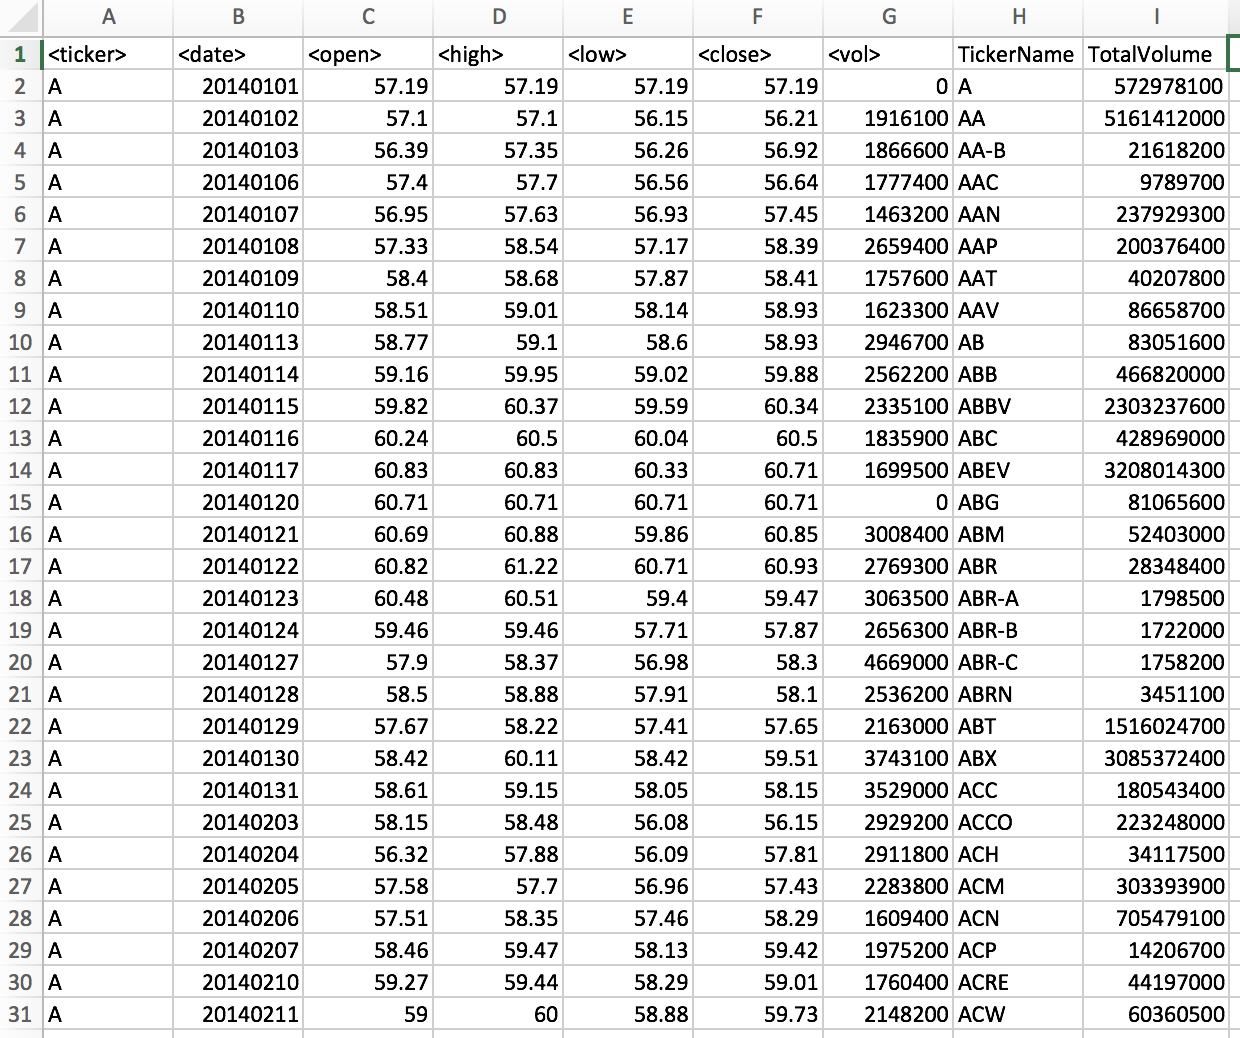 A B C D E F G H I
1 <ticker> <date> <open> <high> <low> <close> <vol> TickerName TotalVolume
2 A 20140101 57.19 57.19 57.19 57.19 0 A 572978100
3 A 20140102 57.1 57.1 56.15 56.21 1916100 AA 5161412000
4 A 20140103 56.39 57.35 56.26 56.92 1866600 AA-B 21618200
5 A 20140106 57.4 57.7 56.56 56.64 1777400 AAC 9789700
6 A 20140107 56.95 57.63 56.93 57.45 1463200 AAN 237929300
7 A 20140108 57.33 58.54 57.17 58.39 2659400 AAP 200376400
8 A 20140109 58.4 58.68 57.87 58.41 1757600 AAT 40207800
9 A 20140110 58.51 59.01 58.14 58.93 1623300 AAV 86658700
10 A 20140113 58.77 59.1 58.6 58.93 2946700 AB 83051600
11 A 20140114 59.16 59.95 59.02 59.88 2562200 ABB 466820000
12 A 20140115 59.82 60.37 59.59 60.34 2335100 ABBV 2303237600
13 A 20140116 60.24 60.5 60.04 60.5 1835900 ABC 428969000
14 A 20140117 60.83 60.83 60.33 60.71 1699500 ABEV 3208014300
15 A 20140120 60.71 60.71 60.71 60.71 0 ABG 81065600
16 A 20140121 60.69 60.88 59.86 60.85 3008400 ABM 52403000
17 A 20140122 60.82 61.22 60.71 60.93 2769300 ABR 28348400
18 A 20140123 60.48 60.51 59.4 59.47 3063500 ABR-A 1798500
19 A 20140124 59.46 59.46 57.71 57.87 2656300 ABR-B 1722000
20 A 20140127 57.9 58.37 56.98 58.3 4669000 ABR-C 1758200
21 A 20140128 58.5 58.88 57.91 58.1 2536200 ABRN 3451100
22 A 20140129 57.67 58.22 57.41 57.65 2163000 ABT 1516024700
23 A 20140130 58.42 60.11 58.42 59.51 3743100 ABX 3085372400
24 A 20140131 58.61 59.15 58.05 58.15 3529000 ACC 180543400
25 A 20140203 58.15 58.48 56.08 56.15 2929200 ACCO 223248000
26 A 20140204 56.32 57.88 56.09 57.81 2911800 ACH 34117500
27 A 20140205 57.58 57.7 56.96 57.43 2283800 ACM 303393900
28 A 20140206 57.51 58.35 57.46 58.29 1609400 ACN 705479100
29 A 20140207 58.46 59.47 58.13 59.42 1975200 ACP 14206700
30 A 20140210 59.27 59.44 58.29 59.01 1760400 ACRE 44197000
31 A 20140211 59 60 58.88 59.73 2148200 ACW 60360500